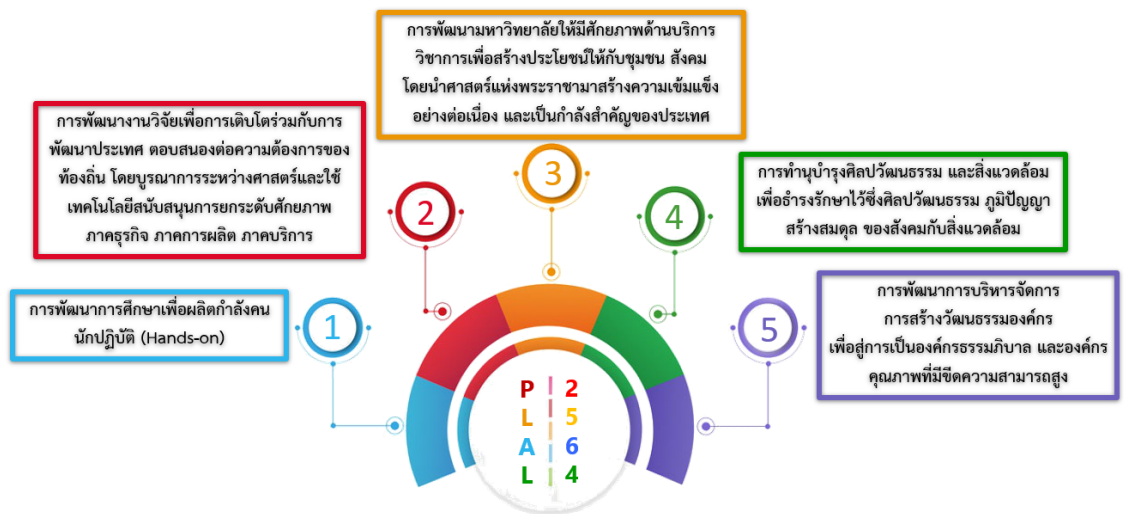 การพัฒนาการศึกษาเพื่อผลิตกำลังคน
นักปฏิบัติ (Hands-on)
1
การพัฒนางานวิจัยเพื่อการเติบโตร่วมกับการ
พัฒนาประเทศ ตอบสนองต่อความต้องการของ
ท้องถิ่น โดยบูรณาการระหว่างศาสตร์และใช้
เทคโนโลยีสนับสนุนการยกระดับศักยภาพ
ภาคธุรกิจ ภาคการผลิต ภาคบริการ
2
การพัฒนามหาวิทยาลัยให้มีศักยภาพด้านบริการ
วิชาการเพื่อสร้างประโยชน์ให้กับชุมชน สังคม
โดยนำศาสตร์แห่งพระราชามาสร้างความเข้มแข็ง
อย่างต่อเนื่อง และเป็นกำลังสำคัญของประเทศ
3
การทำนุบำรุงศิลปวัฒนธรรม และสิ่งแวดล้อม
เพื่อธำรงรักษาไว้ซึ่งศิลปวัฒนธรรม ภูมิปัญญา
สร้างสมดุล ของสังคมกับสิ่งแวดล้อม
4
การพัฒนาการบริหารจัดการ
การสร้างวัฒนธรรมองค์กร
เพื่อสู่การเป็นองค์กรธรรมภิบาล และองค์กร
คุณภาพที่มีขีดความสามารถสูง
5
P 2
L 5
A 6
L 4